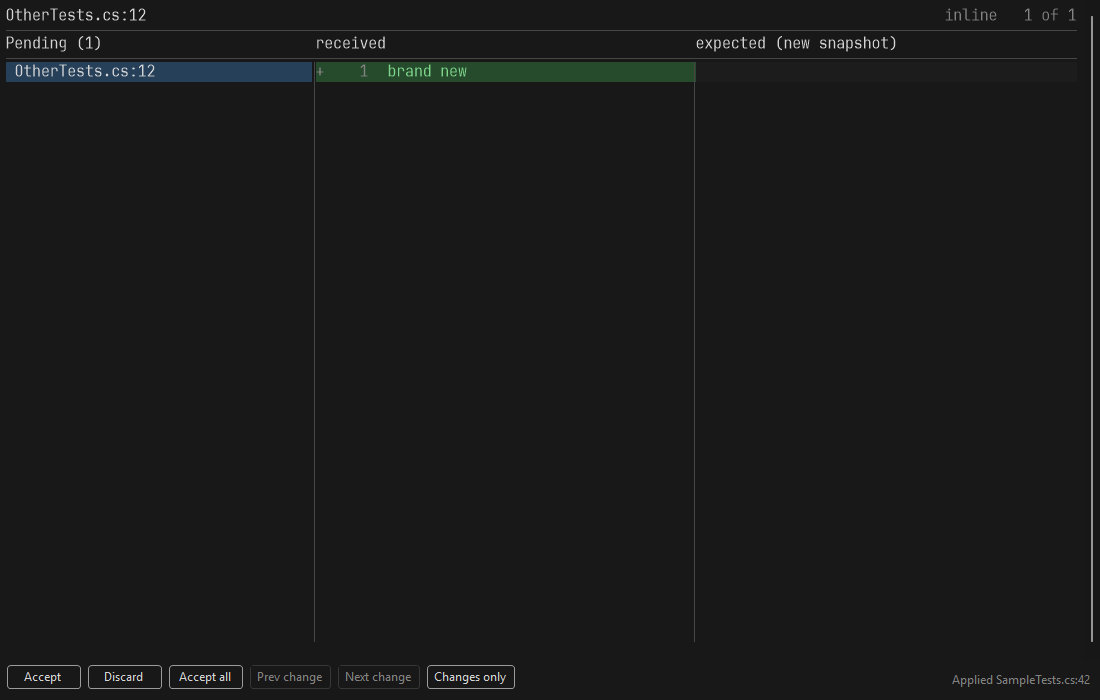 OtherTests.cs:12 inline 1 of 1
Pending (1) received expected (new snapshot)
OtherTests.cs:12 + 1 brand new
Accept Discard Accept all Prev change Next change Changes only Applied SampleTests.cs:42